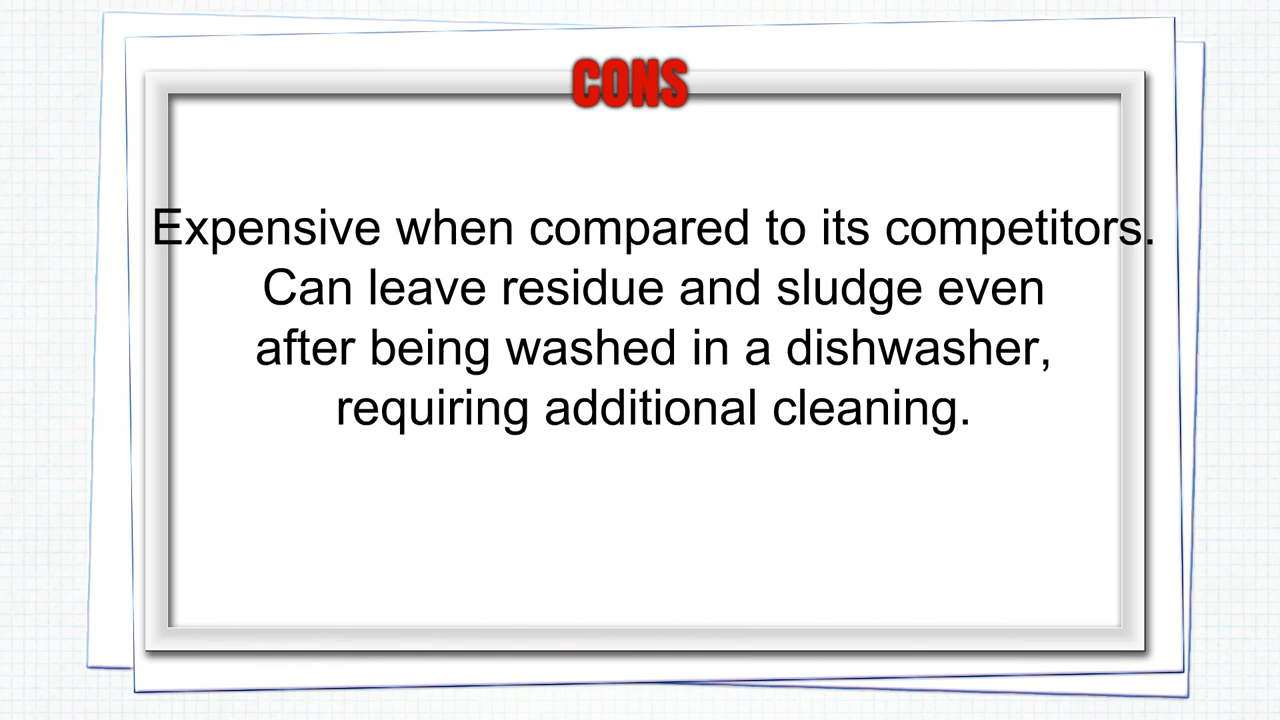 CONS
Expensive when compared to its competitors.
Can leave residue and sludge even
after being washed in a dishwasher,
requiring additional cleaning.